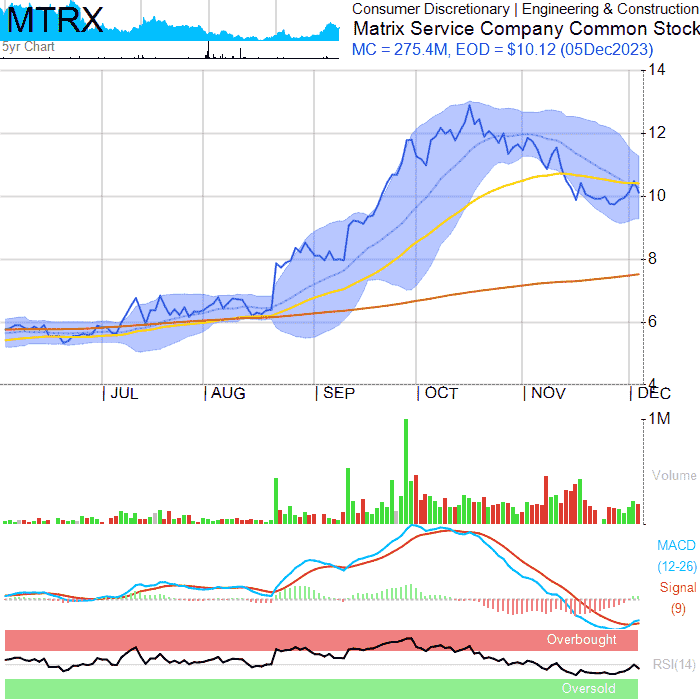 MTRX
5yr Chart
Consumer Discretionary | Engineering & Construction
Matrix Service Company Common Stock
MC = 275.4M, EOD = $10.12 (05Dec2023)
14
12
10
8
6
4
JUL AUG SEP OCT NOV DEC
1M
Volume
MACD
(12-26)
Signal
(9)
Overbought
RSI(14)
Oversold